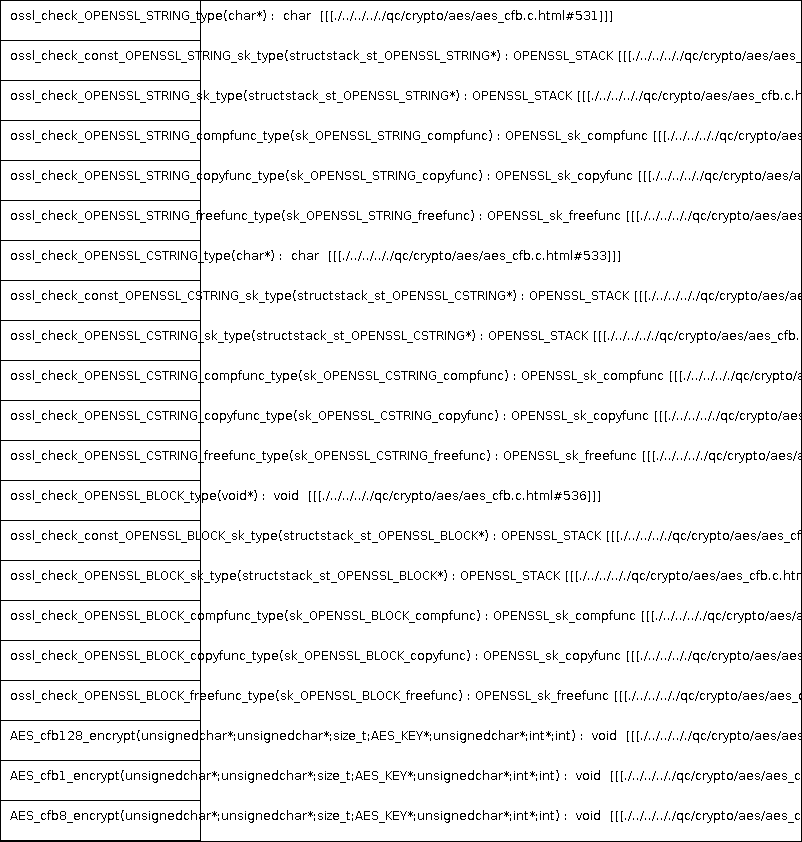 ossl_check_OPENSSL_STRING_type(char*) :  char  [[[./../../../qc/crypto/aes/aes_cfb.c.html#531]]]
ossl_check_const_OPENSSL_STRING_sk_type(structstack_st_OPENSSL_STRING*) : OPENSSL_STACK [[[./../../../qc/crypto/aes/aes_
ossl_check_OPENSSL_STRING_sk_type(structstack_st_OPENSSL_STRING*) : OPENSSL_STACK [[[./../../../qc/crypto/aes/aes_cfb.c.h
ossl_check_OPENSSL_STRING_compfunc_type(sk_OPENSSL_STRING_compfunc) : OPENSSL_sk_compfunc [[[./../../../qc/crypto/aes
ossl_check_OPENSSL_STRING_copyfunc_type(sk_OPENSSL_STRING_copyfunc) : OPENSSL_sk_copyfunc [[[./../../../qc/crypto/aes/a
ossl_check_OPENSSL_STRING_freefunc_type(sk_OPENSSL_STRING_freefunc) : OPENSSL_sk_freefunc [[[./../../../qc/crypto/aes/aes
ossl_check_OPENSSL_CSTRING_type(char*) :  char  [[[./../../../qc/crypto/aes/aes_cfb.c.html#533]]]
ossl_check_const_OPENSSL_CSTRING_sk_type(structstack_st_OPENSSL_CSTRING*) : OPENSSL_STACK [[[./../../../qc/crypto/aes/ae
ossl_check_OPENSSL_CSTRING_sk_type(structstack_st_OPENSSL_CSTRING*) : OPENSSL_STACK [[[./../../../qc/crypto/aes/aes_cfb.
ossl_check_OPENSSL_CSTRING_compfunc_type(sk_OPENSSL_CSTRING_compfunc) : OPENSSL_sk_compfunc [[[./../../../qc/crypto/a
ossl_check_OPENSSL_CSTRING_copyfunc_type(sk_OPENSSL_CSTRING_copyfunc) : OPENSSL_sk_copyfunc [[[./../../../qc/crypto/aes
ossl_check_OPENSSL_CSTRING_freefunc_type(sk_OPENSSL_CSTRING_freefunc) : OPENSSL_sk_freefunc [[[./../../../qc/crypto/aes/a
ossl_check_OPENSSL_BLOCK_type(void*) :  void  [[[./../../../qc/crypto/aes/aes_cfb.c.html#536]]]
ossl_check_const_OPENSSL_BLOCK_sk_type(structstack_st_OPENSSL_BLOCK*) : OPENSSL_STACK [[[./../../../qc/crypto/aes/aes_cf
ossl_check_OPENSSL_BLOCK_sk_type(structstack_st_OPENSSL_BLOCK*) : OPENSSL_STACK [[[./../../../qc/crypto/aes/aes_cfb.c.htm
ossl_check_OPENSSL_BLOCK_compfunc_type(sk_OPENSSL_BLOCK_compfunc) : OPENSSL_sk_compfunc [[[./../../../qc/crypto/aes/a
ossl_check_OPENSSL_BLOCK_copyfunc_type(sk_OPENSSL_BLOCK_copyfunc) : OPENSSL_sk_copyfunc [[[./../../../qc/crypto/aes/aes
ossl_check_OPENSSL_BLOCK_freefunc_type(sk_OPENSSL_BLOCK_freefunc) : OPENSSL_sk_freefunc [[[./../../../qc/crypto/aes/aes_c
AES_cfb128_encrypt(unsignedchar*;unsignedchar*;size_t;AES_KEY*;unsignedchar*;int*;int) :  void  [[[./../../../qc/crypto/aes/aes
AES_cfb1_encrypt(unsignedchar*;unsignedchar*;size_t;AES_KEY*;unsignedchar*;int*;int) :  void  [[[./../../../qc/crypto/aes/aes_c
AES_cfb8_encrypt(unsignedchar*;unsignedchar*;size_t;AES_KEY*;unsignedchar*;int*;int) :  void  [[[./../../../qc/crypto/aes/aes_c